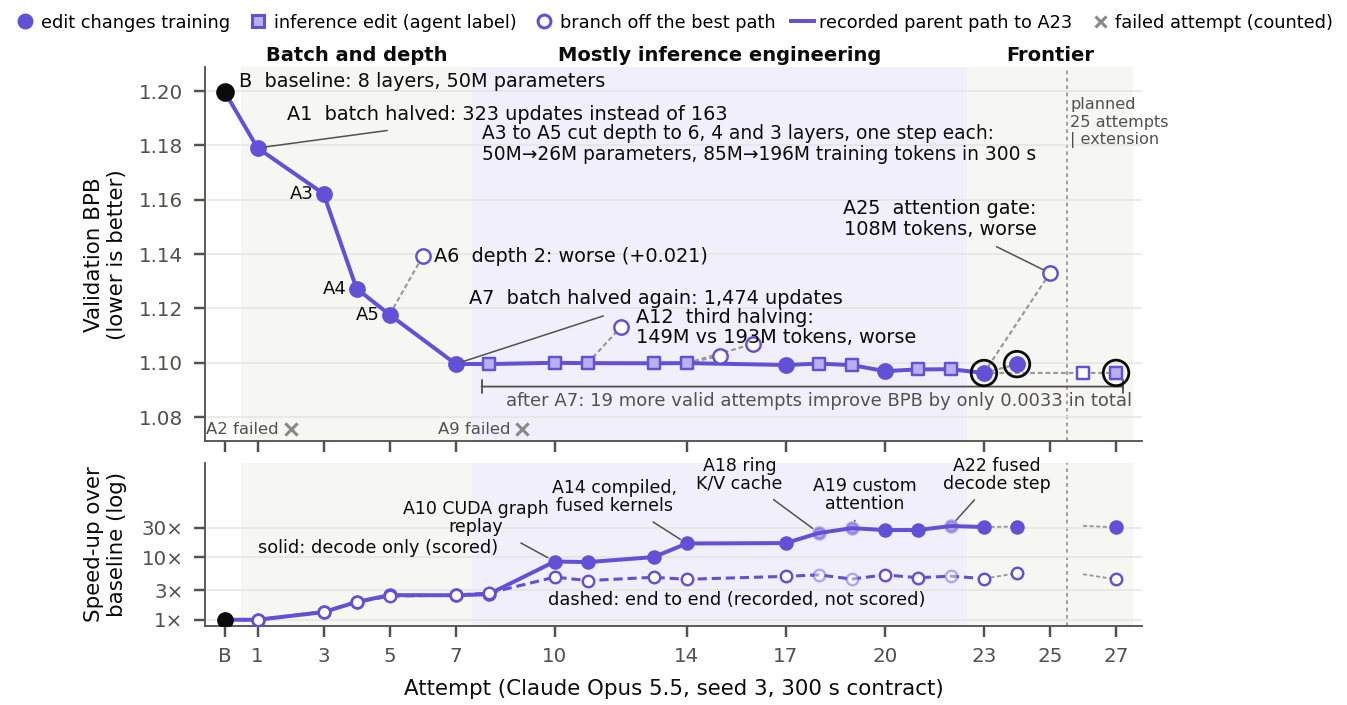 edit changes training
inference edit (agent label)
branch off the best path
recorded parent path to A23
failed attempt (counted)
Batch and depth
Mostly inference engineering
Frontier
B baseline: 8 layers, 50M parameters
A1 batch halved: 323 updates instead of 163
A3 to A5 cut depth to 6, 4 and 3 layers, one step each:
50M→26M parameters, 85M→196M training tokens in 300 s
planned
25 attempts
| extension
A3
A25 attention gate:
108M tokens, worse
A6 depth 2: worse (+0.021)
A4
A5
A7 batch halved again: 1,474 updates
A12 third halving:
149M vs 193M tokens, worse
after A7: 19 more valid attempts improve BPB by only 0.0033 in total
A2 failed
A9 failed
1.20
1.18
1.16
1.14
1.12
1.10
1.08
Validation BPB
(lower is better)
A18 ring
K/V cache
A22 fused
decode step
A14 compiled,
fused kernels
A19 custom
attention
A10 CUDA graph
replay
solid: decode only (scored)
dashed: end to end (recorded, not scored)
30×
10×
3×
1×
Speed-up over
baseline (log)
B 1 3 5 7 10 14 17 20 23 25 27
Attempt (Claude Opus 5.5, seed 3, 300 s contract)